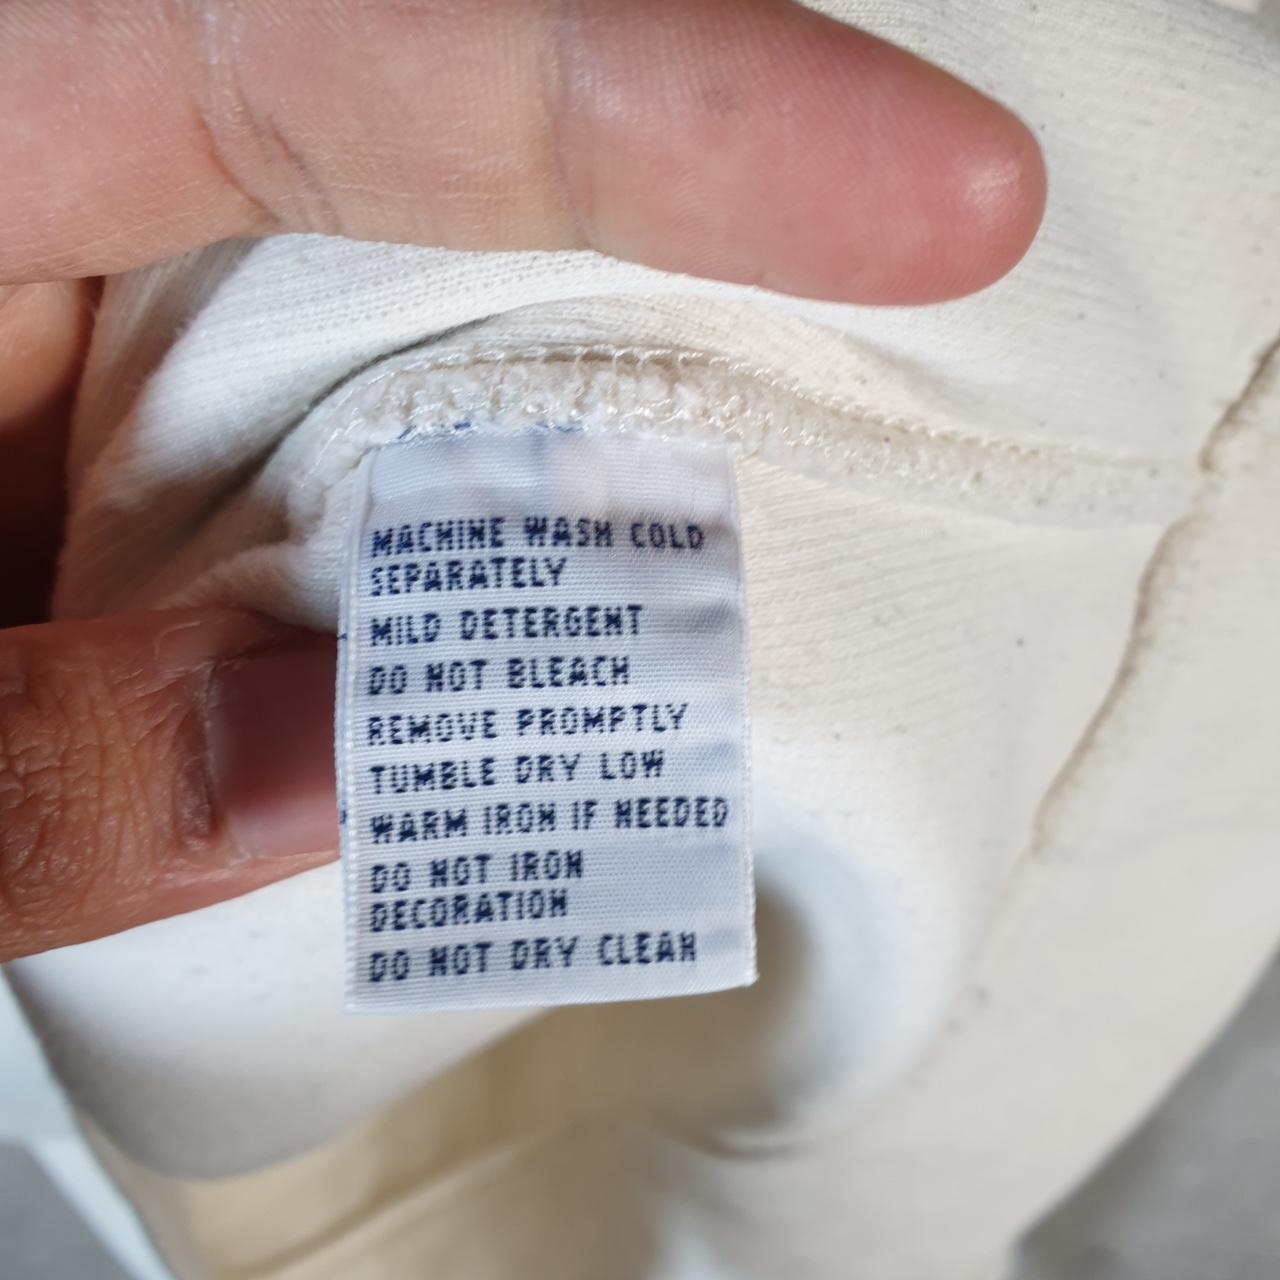 MACHINE WASH COLD
SEPARATELY
MILD DETERGENT
DO NOT BLEACH
REMOVE PROMPTLY
TUMBLE DRY LOW
WARM IRON IF NEEDED
DO NOT IRON
DECORATION
DO NOT DRY CLEAN